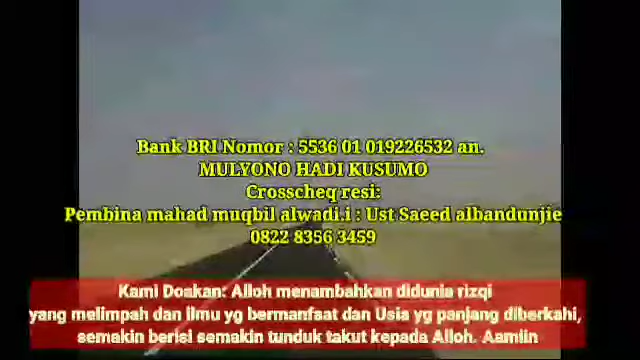 Bank BRI Nomor : 5536 01 019226532 an.
MULYONO HADI KUSUMO
Crosscheq resi:
Pembina mahad muqbil alwadi.i : Ust Saeed albandunjie
0822 8356 3459
Kami Doakan: Alloh menambahkan didunia rizqi
yang melimpah dan ilmu yg bermanfaat dan Usia yg panjang diberkahi,
semakin berisi semakin tunduk takut kepada Alloh. Aamiin